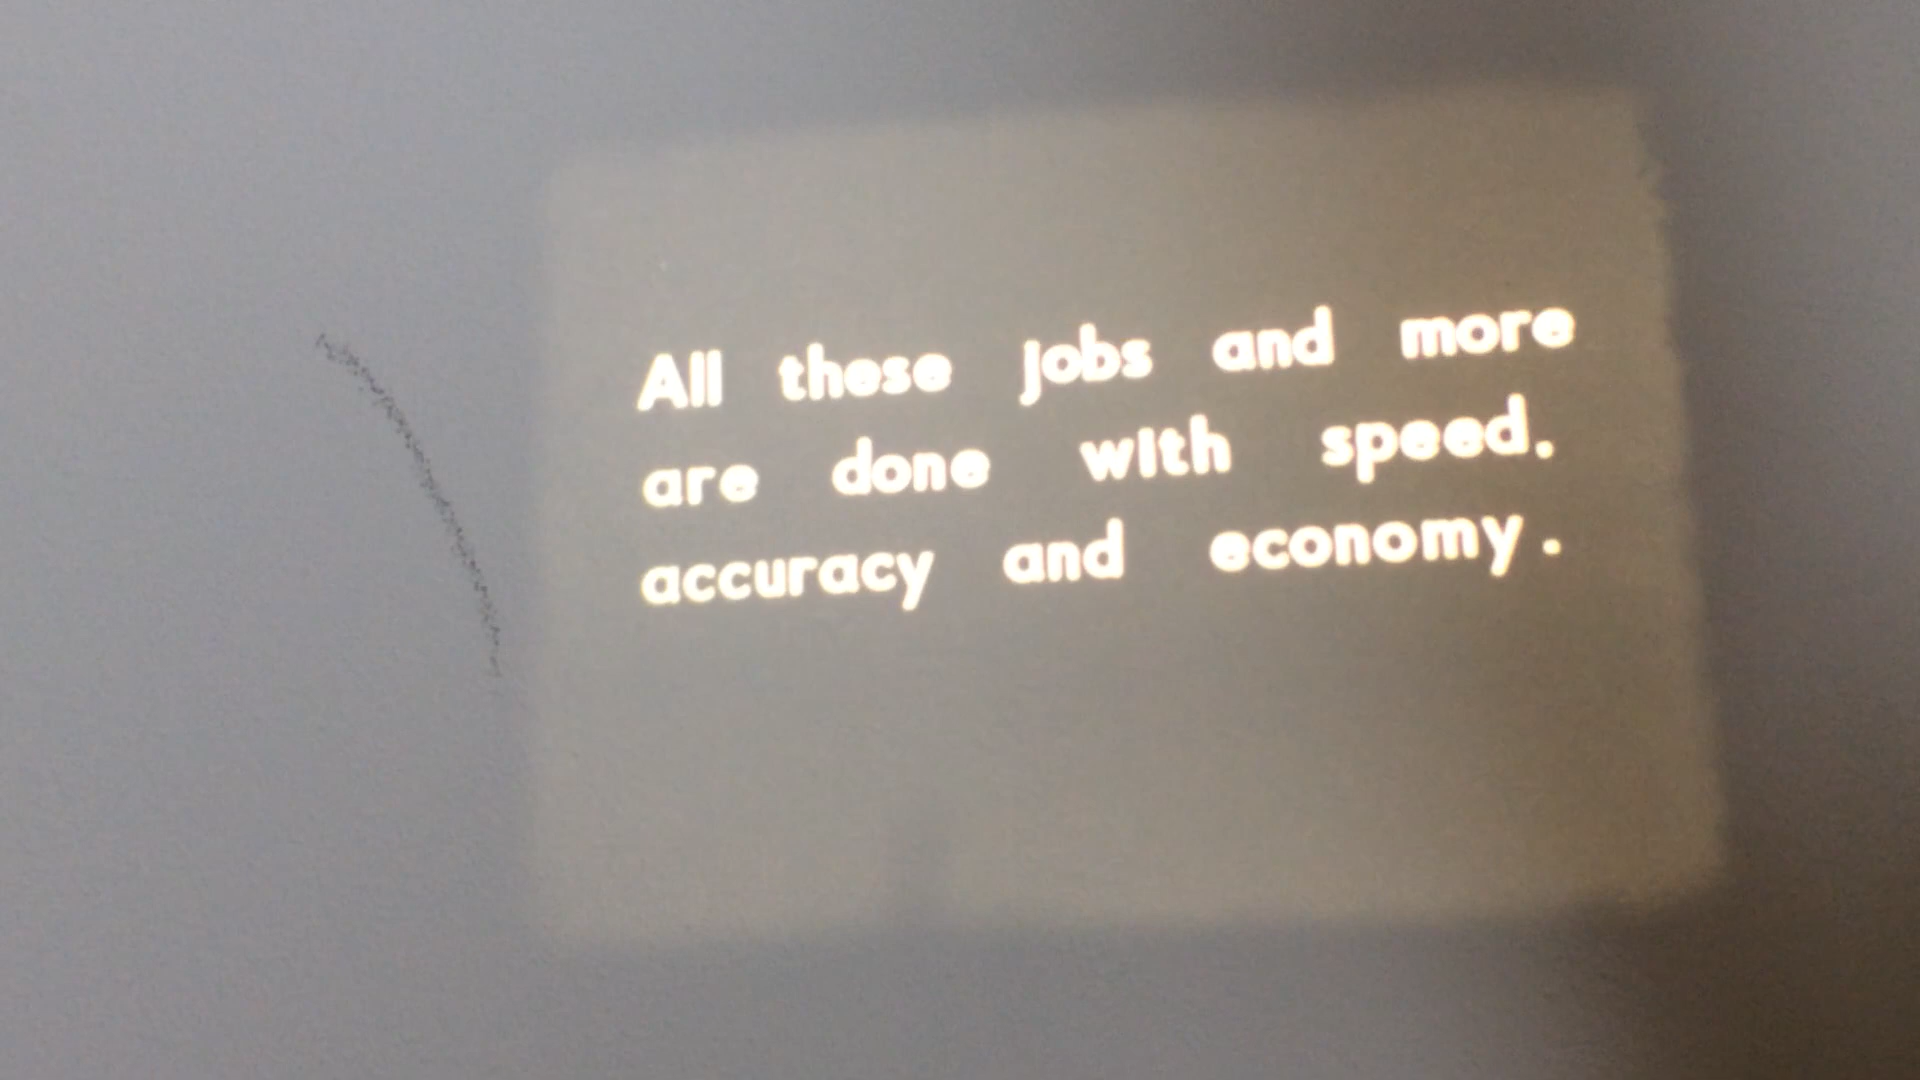 All these jobs and more
are done with speed.
accuracy and economy.